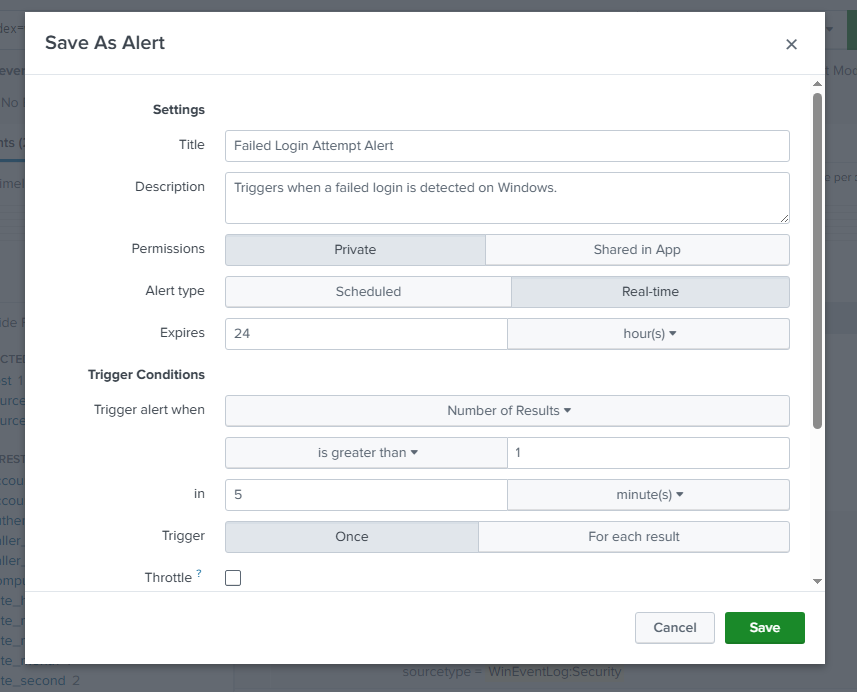 Save As Alert
Settings
Title Failed Login Attempt Alert
Description Triggers when a failed login is detected on Windows.
Permissions Private Shared in App
Alert type Scheduled Real-time
Expires 24 hour(s)
Trigger Conditions
Trigger alert when Number of Results
is greater than 1
in 5 minute(s)
Trigger Once For each result
Throttle ?
Cancel Save
sourcetype = WinEventLog:Security
te_second 2